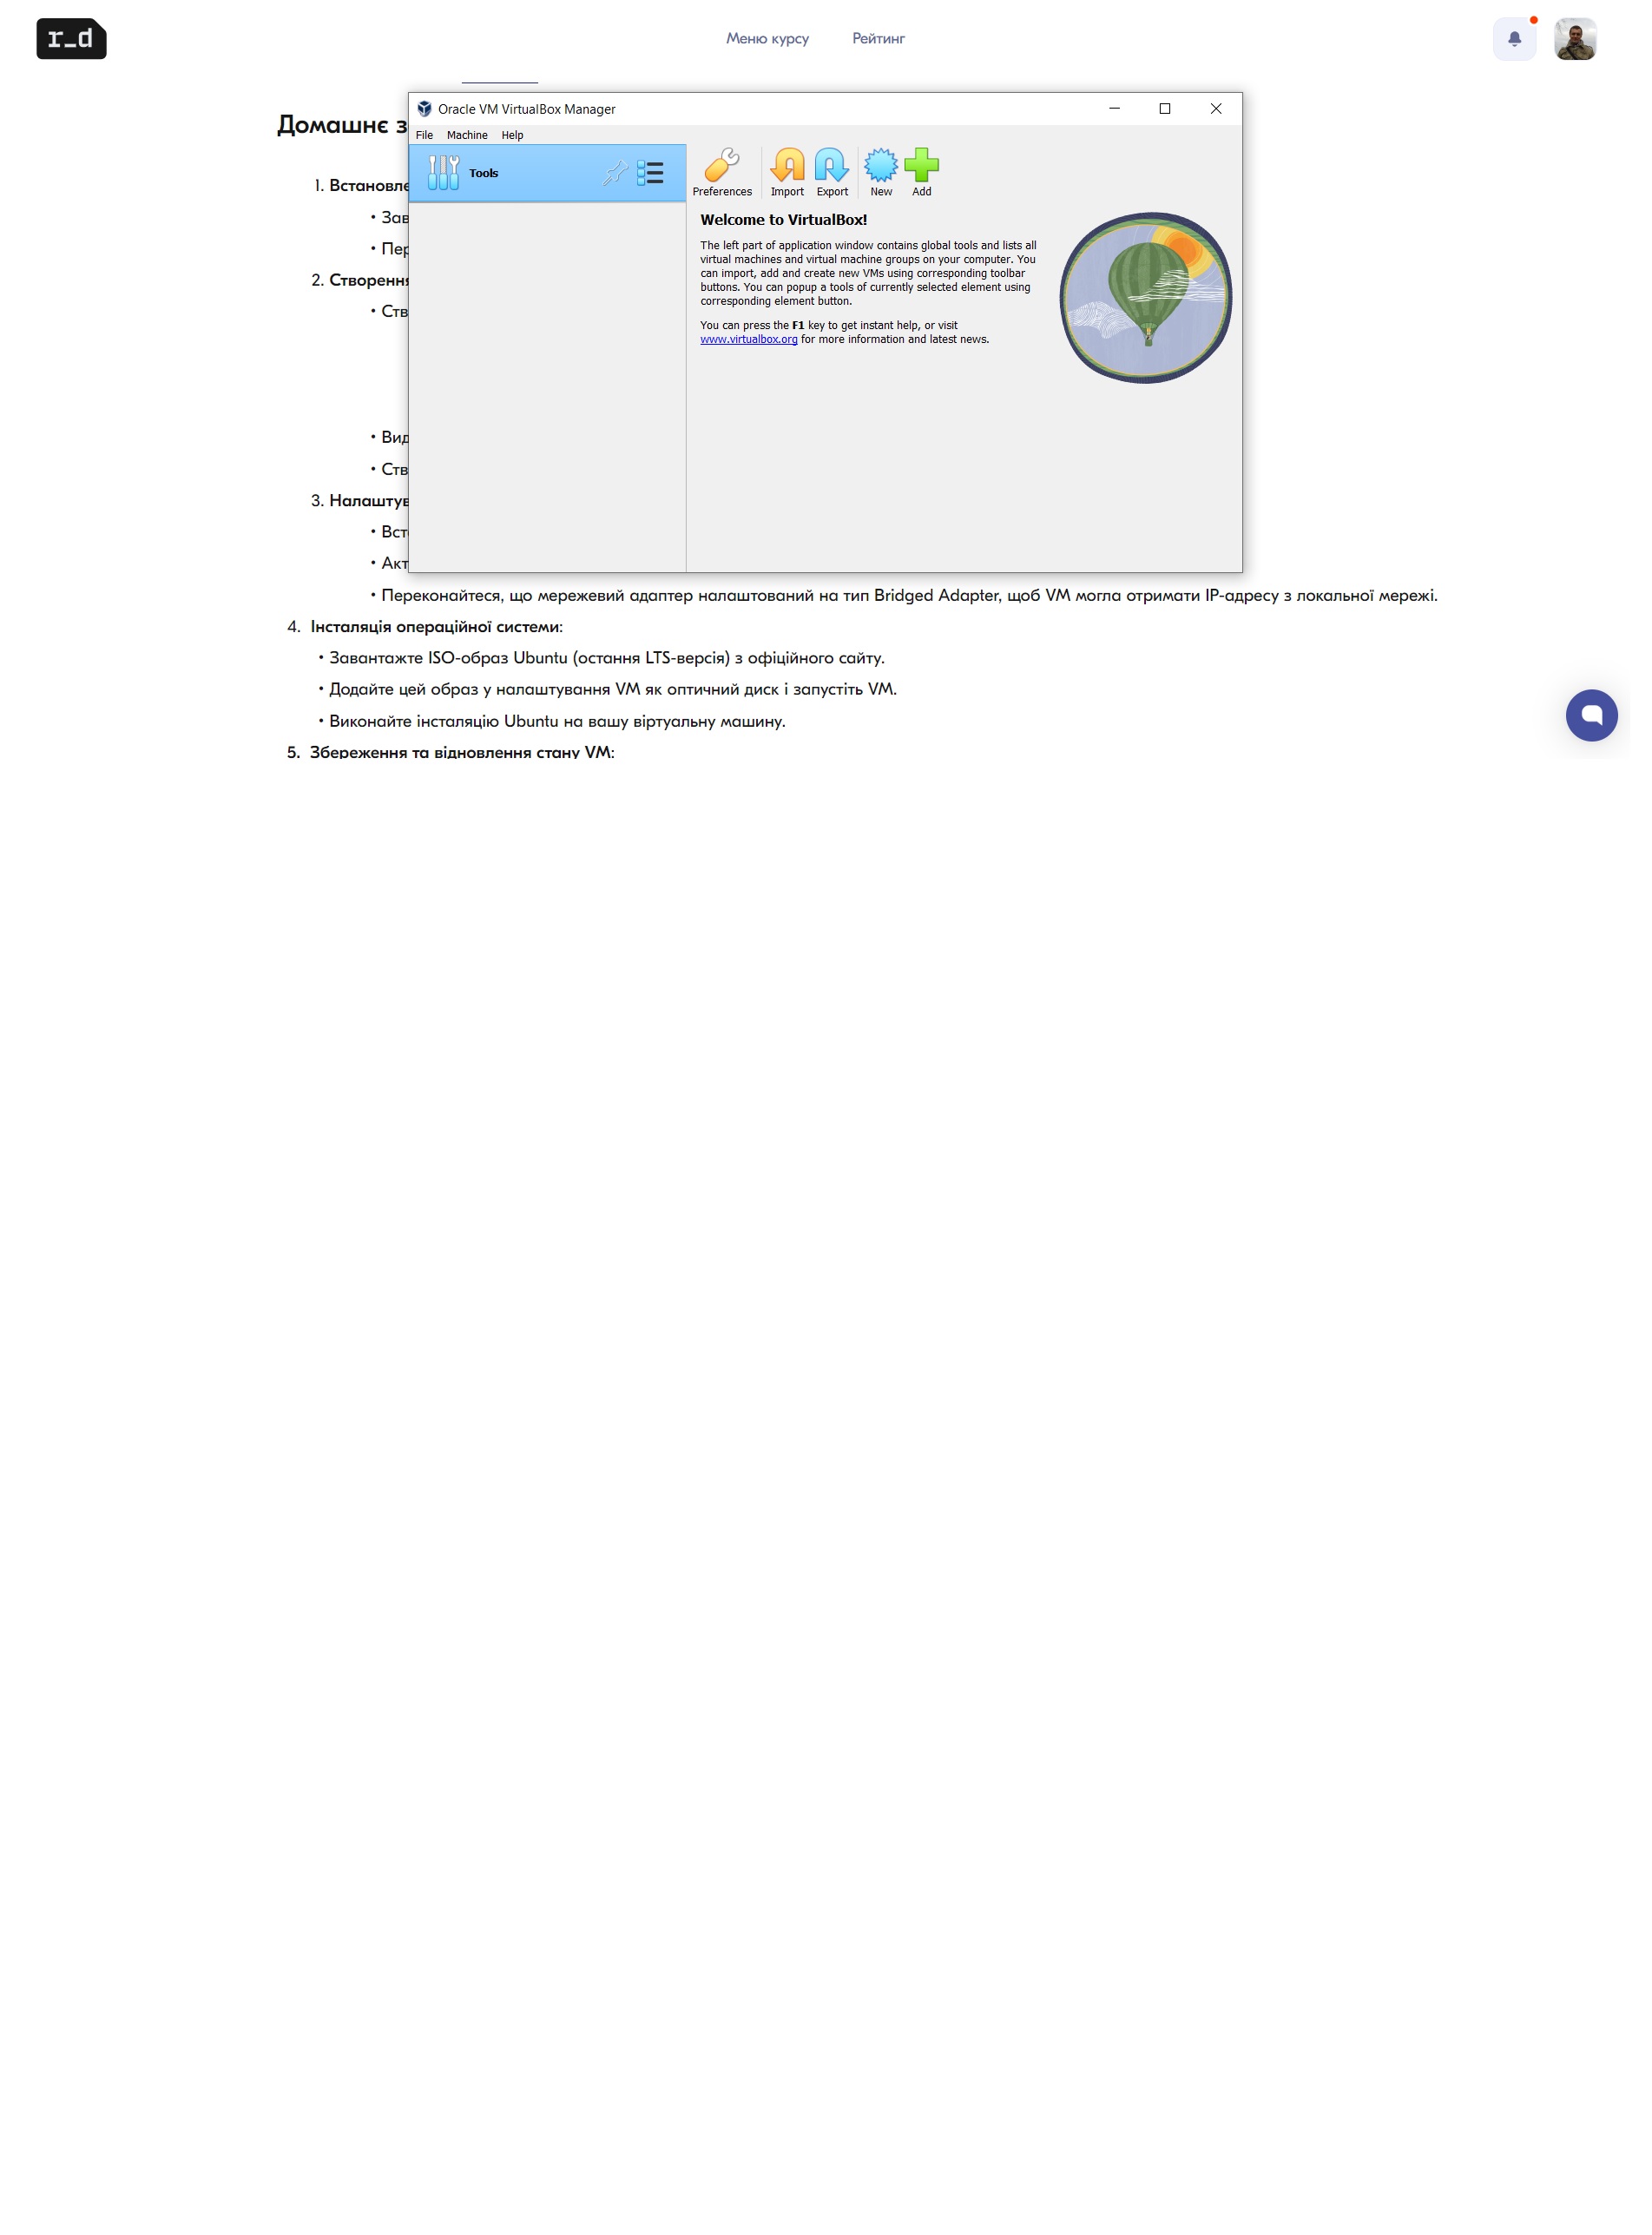 r_d
Меню курсу
Рейтинг
Домашнє з
Oracle VM VirtualBox Manager
File Machine Help
Tools
Preferences Import Export New Add
Welcome to VirtualBox!
The left part of application window contains global tools and lists all
virtual machines and virtual machine groups on your computer. You
can import, add and create new VMs using corresponding toolbar
buttons. You can popup a tools of currently selected element using
corresponding element button.
You can press the F1 key to get instant help, or visit
www.virtualbox.org for more information and latest news.
1. Встановле
• Зав
• Пер
2. Створення
• Ств
• Вид
• Ств
3. Налаштув
• Вст
• Акт
• Переконайтеся, що мережевий адаптер налаштований на тип Bridged Adapter, щоб VM могла отримати IP-адресу з локальної мережі.
4. Інсталяція операційної системи:
• Завантажте ISO-образ Ubuntu (остання LTS-версія) з офіційного сайту.
• Додайте цей образ у налаштування VM як оптичний диск і запустіть VM.
• Виконайте інсталяцію Ubuntu на вашу віртуальну машину.
5. Збереження та відновлення стану VM: